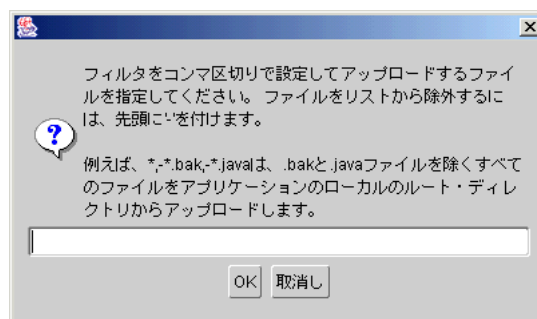 フィルタをコンマ区切りで設定してアップロードするファイ
ルを指定してください。 ファイルをリストから除外するに
は、先頭に'-'を付けます。
例えば、*,-*.bak,-*.javaは、.bakと.javaファイルを除くすべて
のファイルをアプリケーションのローカルのルート・ディレ
クトリからアップロードします。
OK 取消し